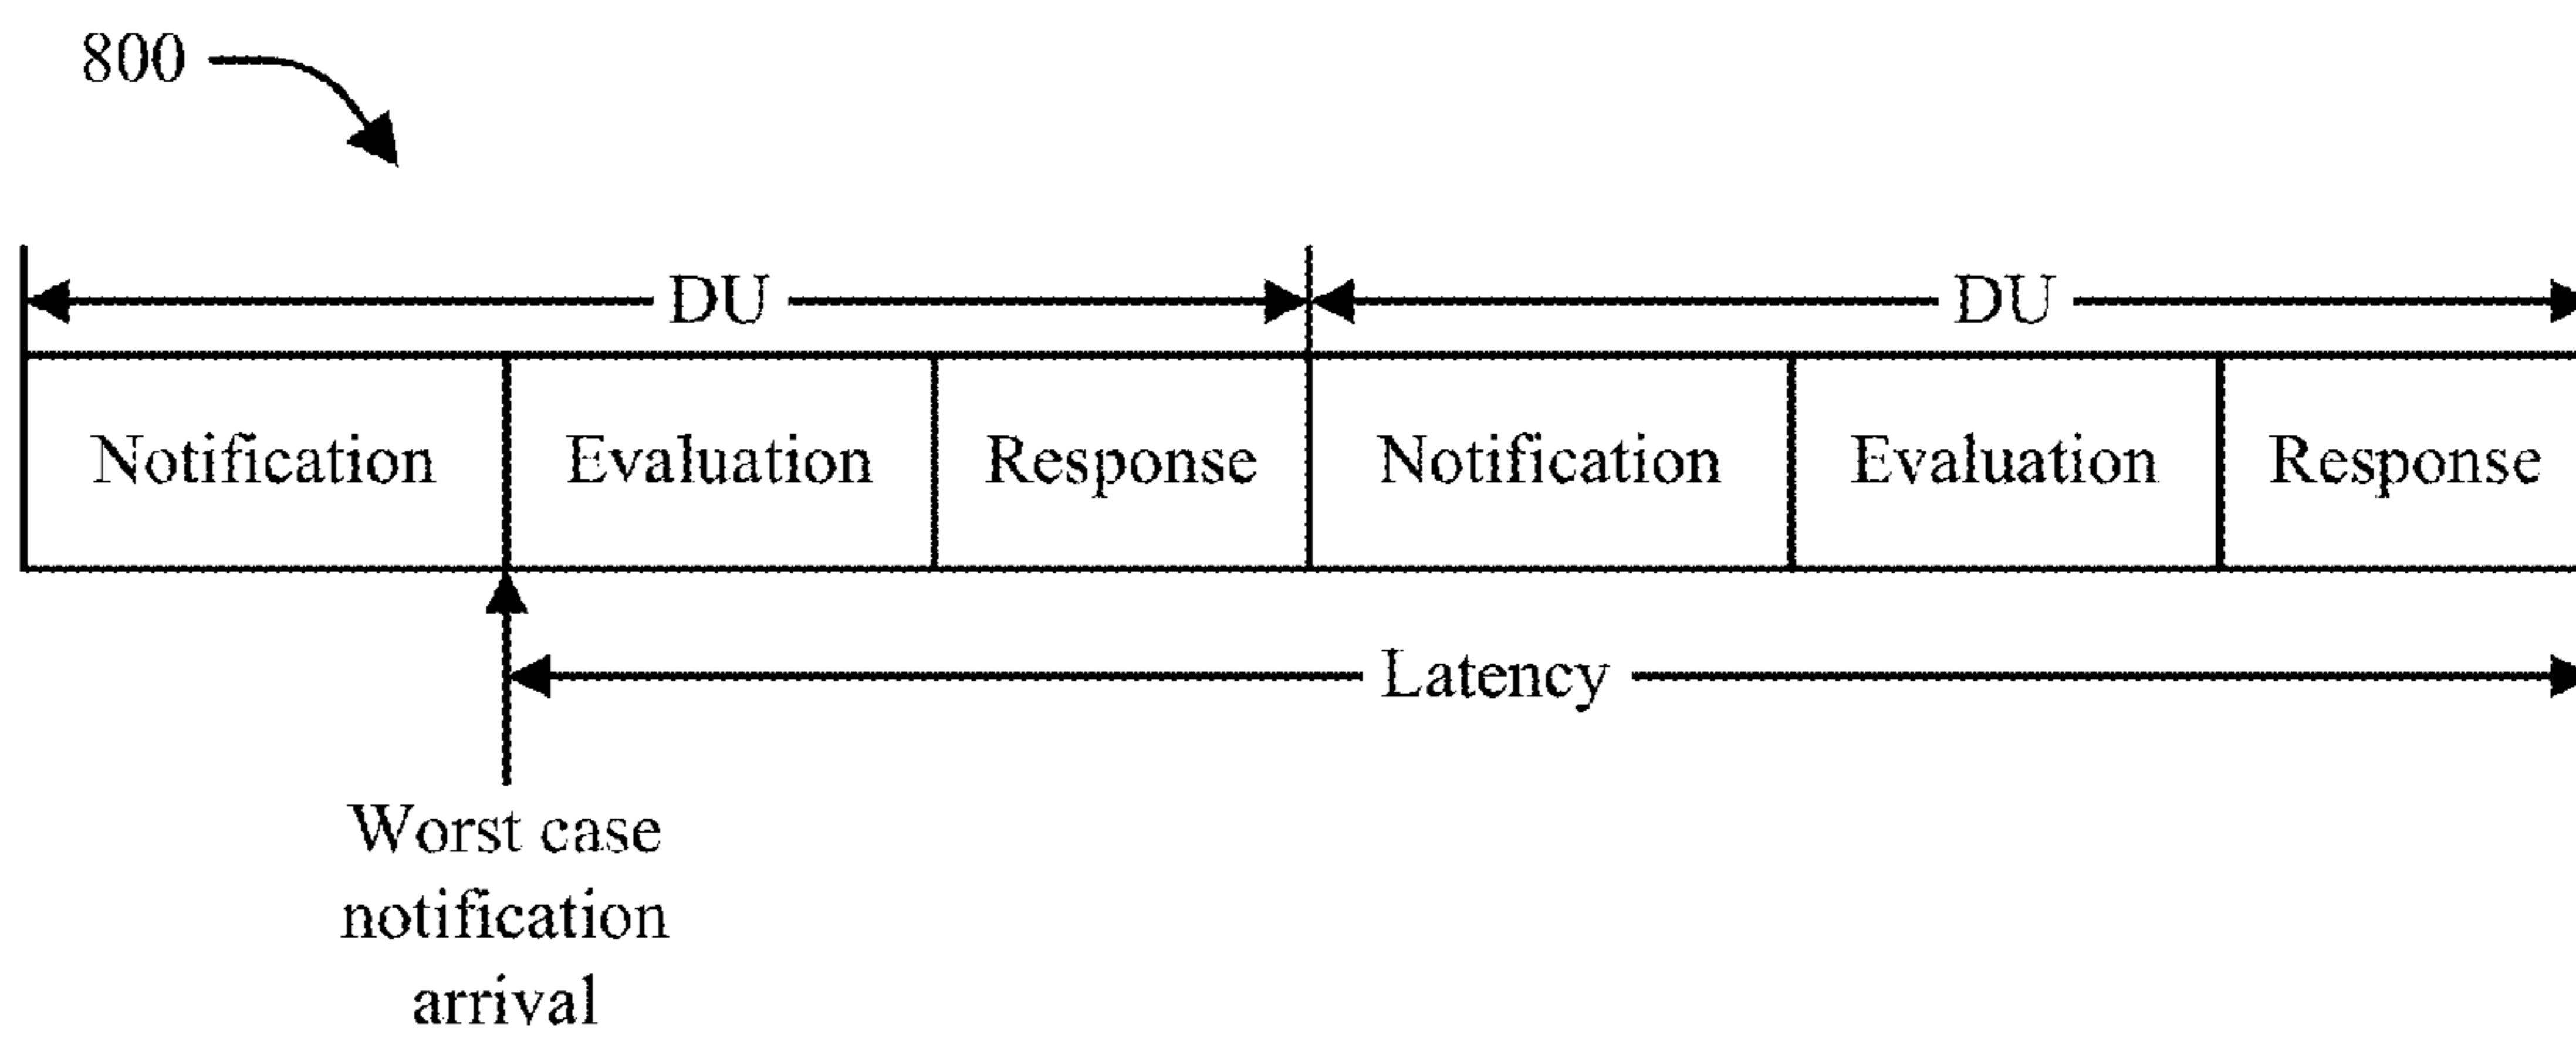 800
DU DU
Notification Evaluation Response Notification Evaluation Response
Latency
Worst case
notification
arrival